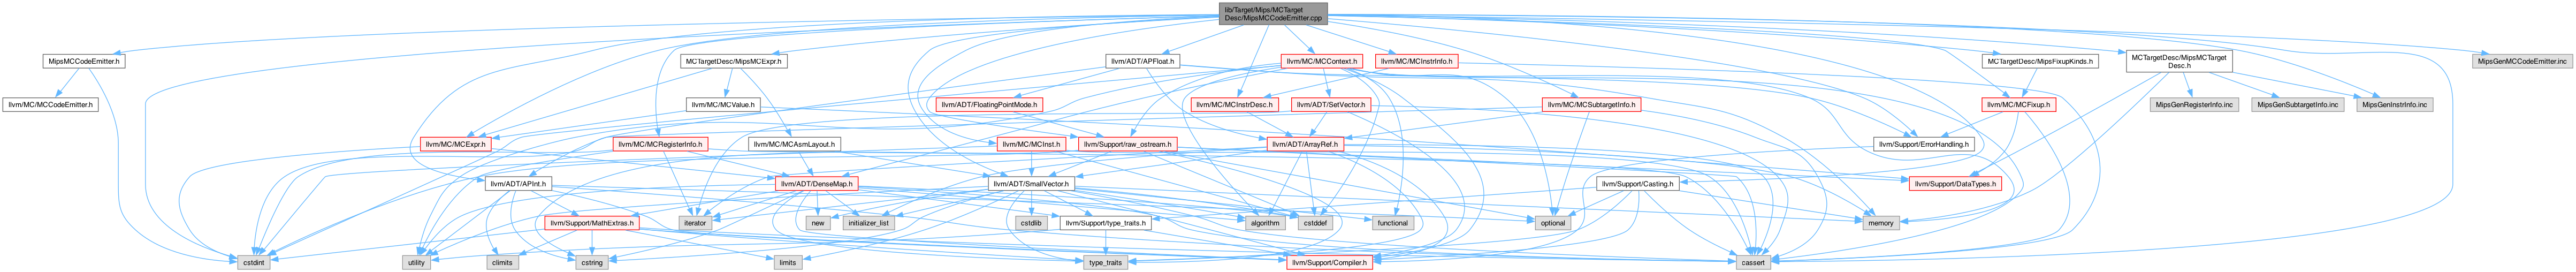 lib/Target/Mips/MCTarget
Desc/MipsMCCodeEmitter.cpp
MipsMCCodeEmitter.h
MCTargetDesc/MipsMCExpr.h
llvm/ADT/APFloat.h
llvm/MC/MCContext.h
llvm/MC/MCInstrInfo.h
MCTargetDesc/MipsFixupKinds.h
MCTargetDesc/MipsMCTarget
Desc.h
MipsGenMCCodeEmitter.inc
llvm/MC/MCCodeEmitter.h
llvm/MC/MCValue.h
llvm/ADT/FloatingPointMode.h
llvm/MC/MCInstrDesc.h
llvm/ADT/SetVector.h
llvm/MC/MCSubtargetInfo.h
llvm/MC/MCFixup.h
MipsGenRegisterInfo.inc
MipsGenSubtargetInfo.inc
MipsGenInstrInfo.inc
llvm/MC/MCExpr.h
llvm/MC/MCRegisterInfo.h
llvm/MC/MCAsmLayout.h
llvm/MC/MCInst.h
llvm/Support/raw_ostream.h
llvm/ADT/ArrayRef.h
llvm/Support/ErrorHandling.h
llvm/ADT/APInt.h
llvm/ADT/DenseMap.h
llvm/ADT/SmallVector.h
llvm/Support/Casting.h
llvm/Support/DataTypes.h
llvm/Support/MathExtras.h
iterator
new
initializer_list
cstdlib
llvm/Support/type_traits.h
algorithm
cstddef
functional
optional
memory
cstdint
utility
climits
cstring
limits
type_traits
llvm/Support/Compiler.h
cassert